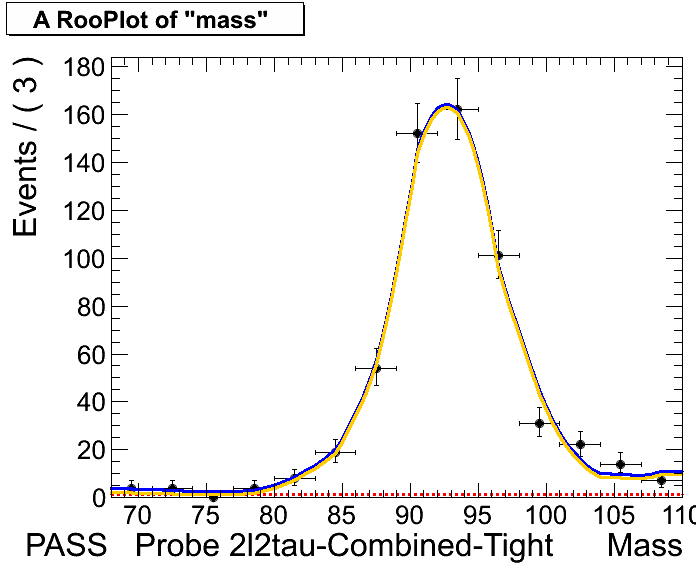 A RooPlot of "mass"
Events / ( 3 )
180
160
140
120
100
80
60
40
20
0
70 75 80 85 90 95 100 105 110
PASS Probe 2l2tau-Combined-Tight Mass